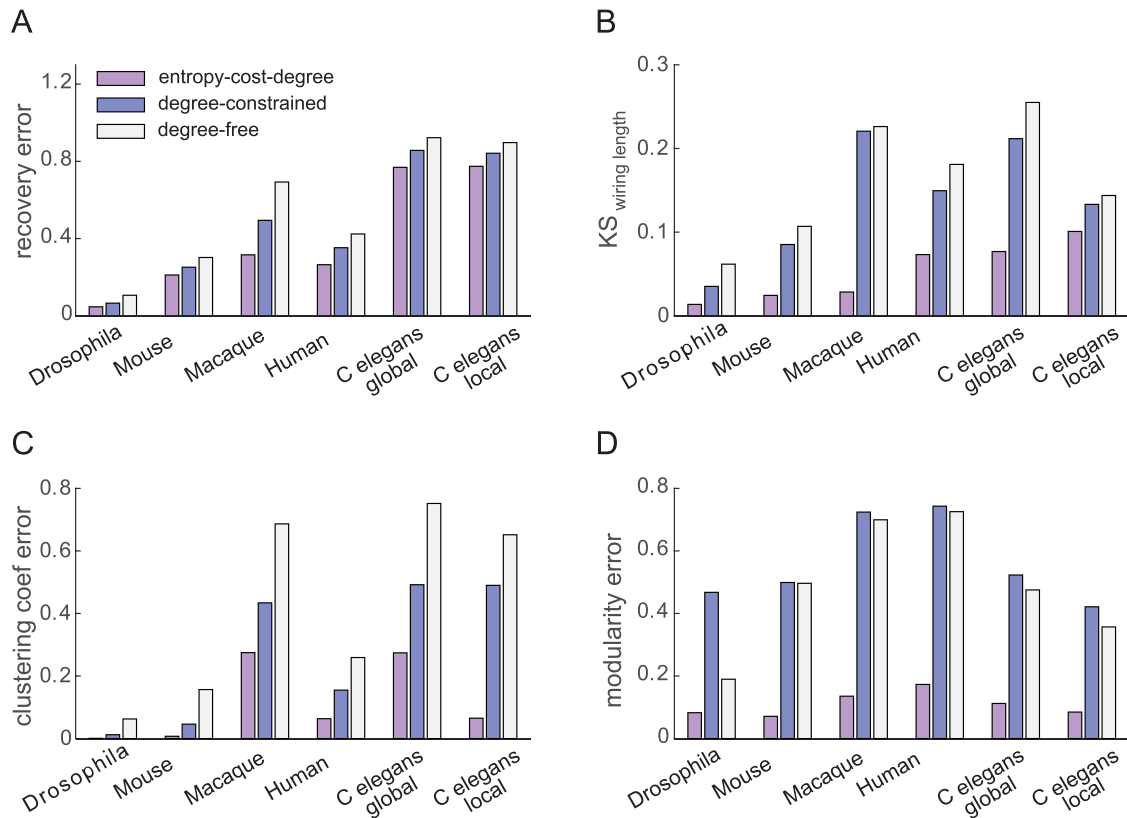 A
recovery error
1.2
0.8
0.4
0
entropy-cost-degree
degree-constrained
degree-free
Drosophila
Mouse
Macaque
Human
C elegans
global
C elegans
local
B
KS wiring length
0.3
0.2
0.1
0
Drosophila
Mouse
Macaque
Human
C elegans
global
C elegans
local
C
clustering coef error
0.8
0.6
0.4
0.2
0
Drosophila
Mouse
Macaque
Human
C elegans
global
C elegans
local
D
modularity error
0.8
0.6
0.4
0.2
0
Drosophila
Mouse
Macaque
Human
C elegans
global
C elegans
local